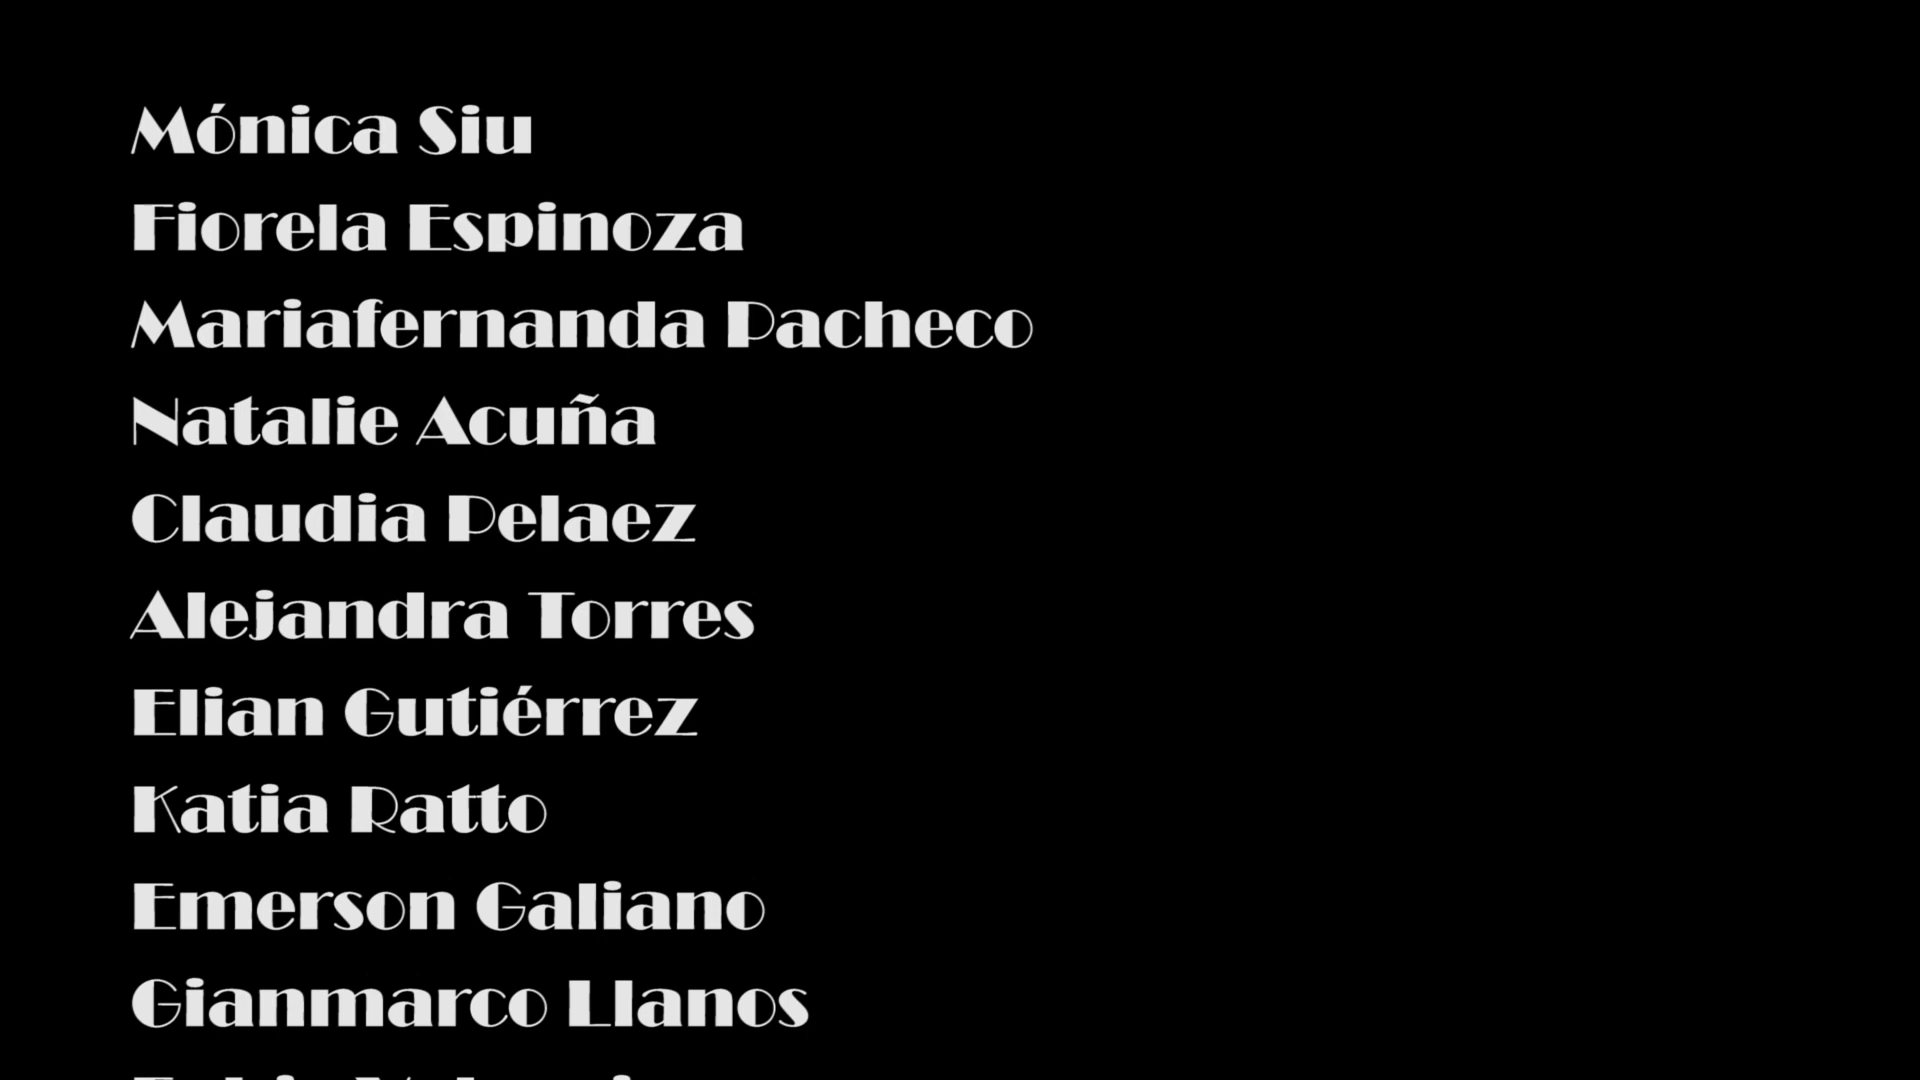 Mónica Siu
Fiorela Espinoza
Mariafernanda Pacheco
Natalie Acuña
Claudia Pelaez
Alejandra Torres
Elian Gutiérrez
Katia Ratto
Emerson Galiano
Gianmarco Llanos